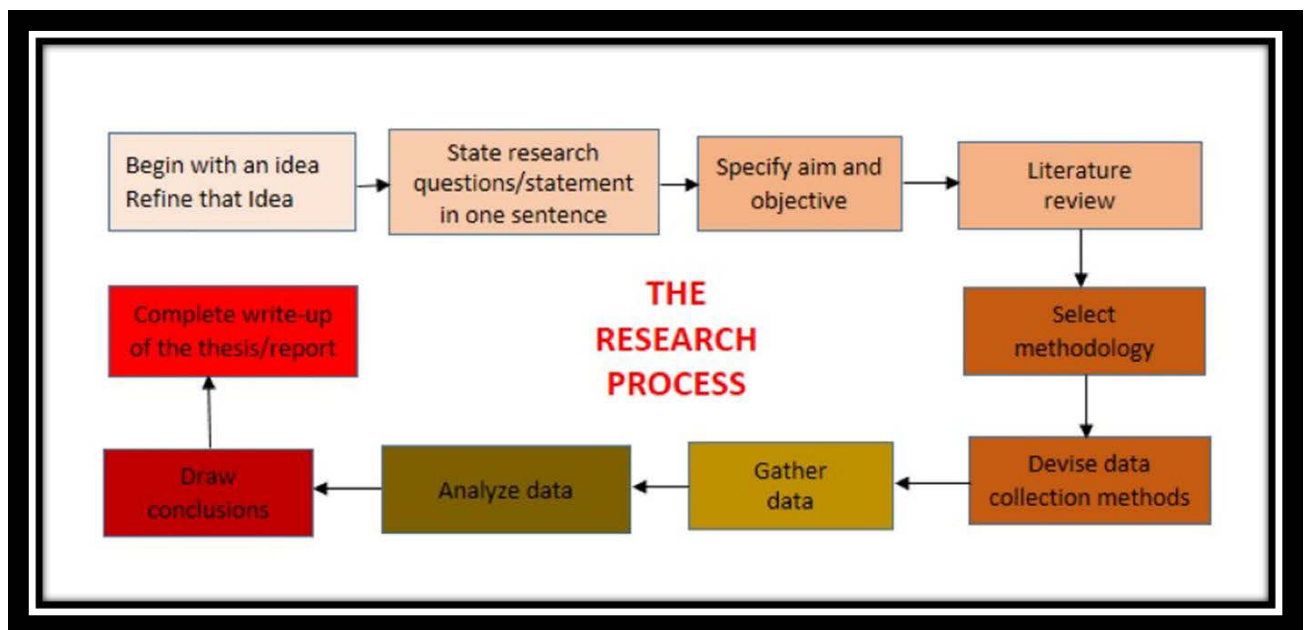 Begin with an idea
Refine that Idea
State research
questions/statement
in one sentence
Specify aim and
objective
Literature
review
Select
methodology
Devise data
collection methods
Gather
data
Analyze data
Draw
conclusions
Complete write-up
of the thesis/report
THE
RESEARCH
PROCESS